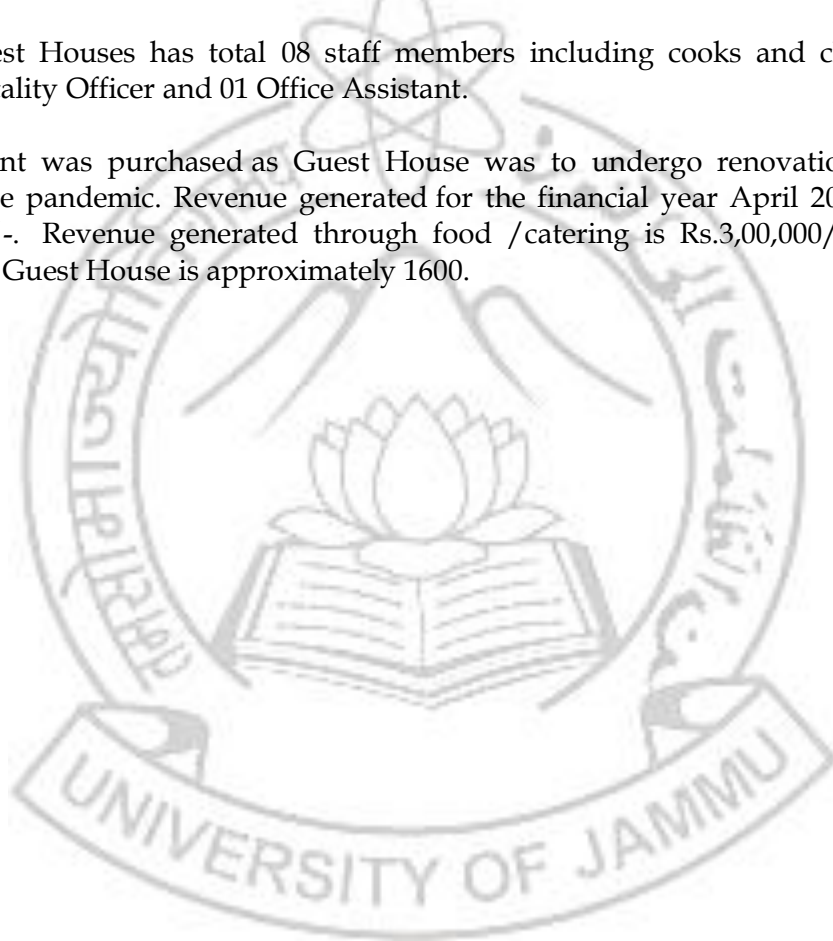 est Houses has total 08 staff members including cooks and c
ality Officer and 01 Office Assistant.
nt was purchased as Guest House was to undergo renovatio
e pandemic. Revenue generated for the financial year April 20
-. Revenue generated through food /catering is Rs.3,00,000/
Guest House is approximately 1600.
UNIVERSITY OF JAMMU